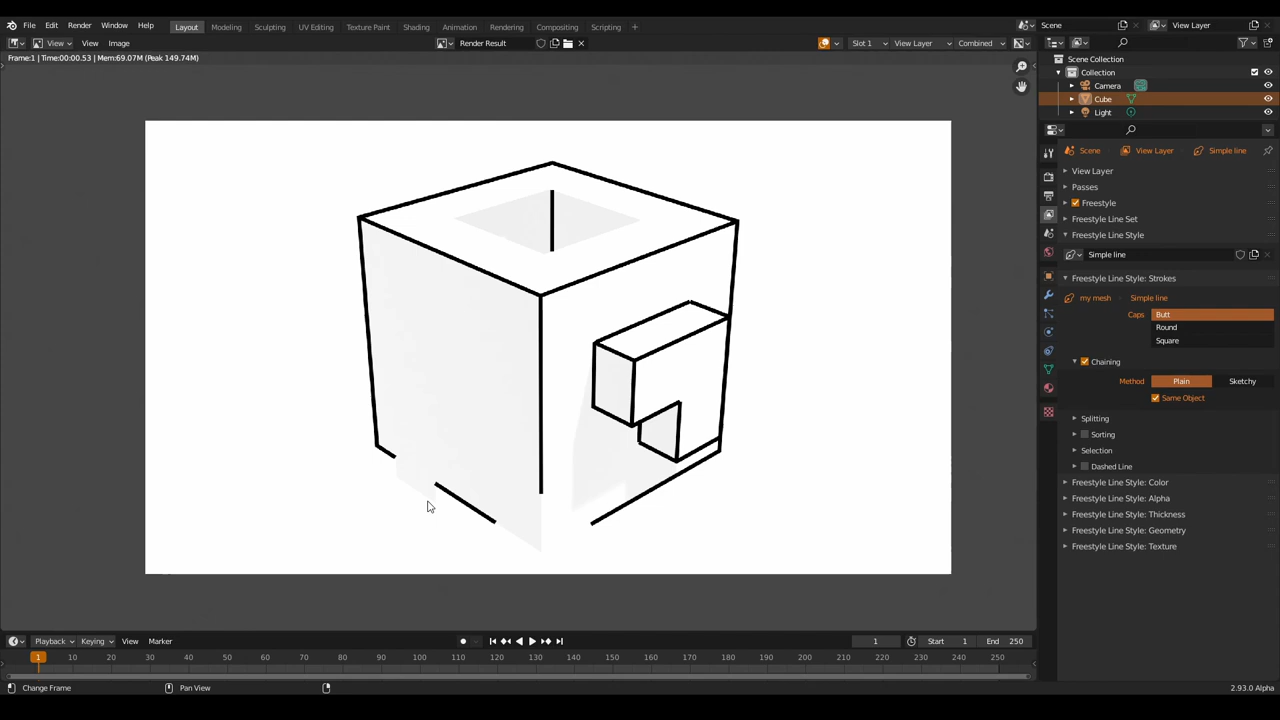 File Edit Render Window Help Layout Modeling Sculpting UV Editing Texture Paint Shading Animation Rendering Compositing Scripting + Scene View Layer
View View Image Render Result Slot 1 View Layer Combined
Frame:1 | Time:00:00.53 | Mem:69.07M (Peak 149.74M)
Scene Collection
Collection
Camera
Cube
Light
Scene View Layer Simple line
View Layer
Passes
Freestyle
Freestyle Line Set
Freestyle Line Style
Simple line
Freestyle Line Style: Strokes
my mesh Simple line
Caps Butt
Round
Square
Chaining
Method Plain Sketchy
Same Object
Splitting
Sorting
Selection
Dashed Line
Freestyle Line Style: Color
Freestyle Line Style: Alpha
Freestyle Line Style: Thickness
Freestyle Line Style: Geometry
Freestyle Line Style: Texture
Playback Keying View Marker 1 Start 1 End 250
1 10 20 30 40 50 60 70 80 90 100 110 120 130 140 150 160 170 180 190 200 210 220 230 240 250
Change Frame Pan View 2.93.0 Alpha